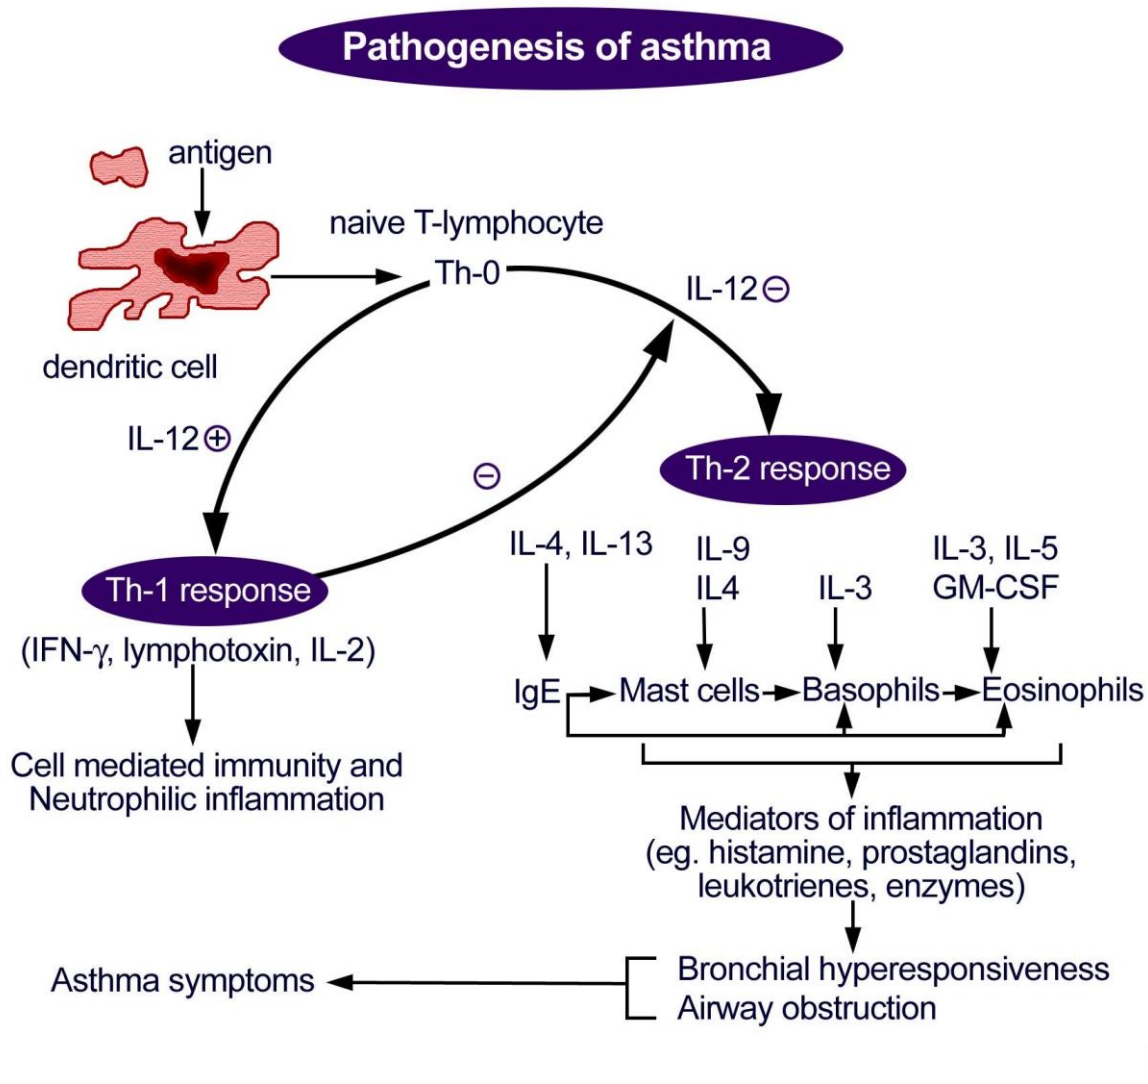 Pathogenesis of asthma
antigen
naive T-lymphocyte
Th-0
IL-12⊖
dendritic cell
IL-12⊕
⊖
Th-2 response
Th-1 response
(IFN-γ, lymphotoxin, IL-2)
Cell mediated immunity and
Neutrophilic inflammation
IL-4, IL-13
IL-9
IL4
IL-3
IL-3, IL-5
GM-CSF
IgE
Mast cells
Basophils
Eosinophils
Mediators of inflammation
(eg. histamine, prostaglandins,
leukotrienes, enzymes)
Bronchial hyperesponsiveness
Airway obstruction
Asthma symptoms